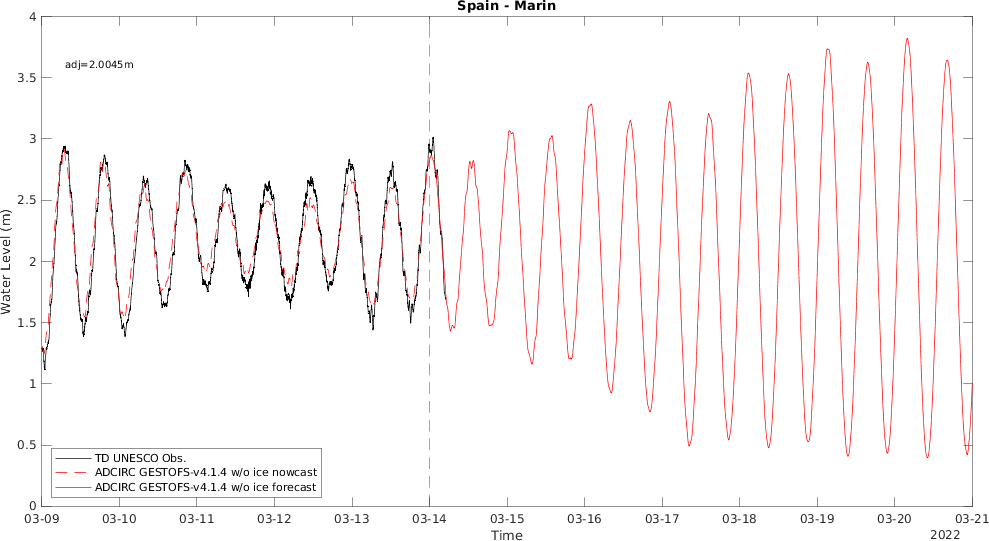 Spain - Marin
adj=2.0045m
4
3.5
3
2.5
2
1.5
1
0.5
0
Water Level (m)
TD UNESCO Obs.
ADCIRC GESTOFS-v4.1.4 w/o ice nowcast
ADCIRC GESTOFS-v4.1.4 w/o ice forecast
03-09 03-10 03-11 03-12 03-13 03-14 03-15 03-16 03-17 03-18 03-19 03-20 03-21
Time
2022